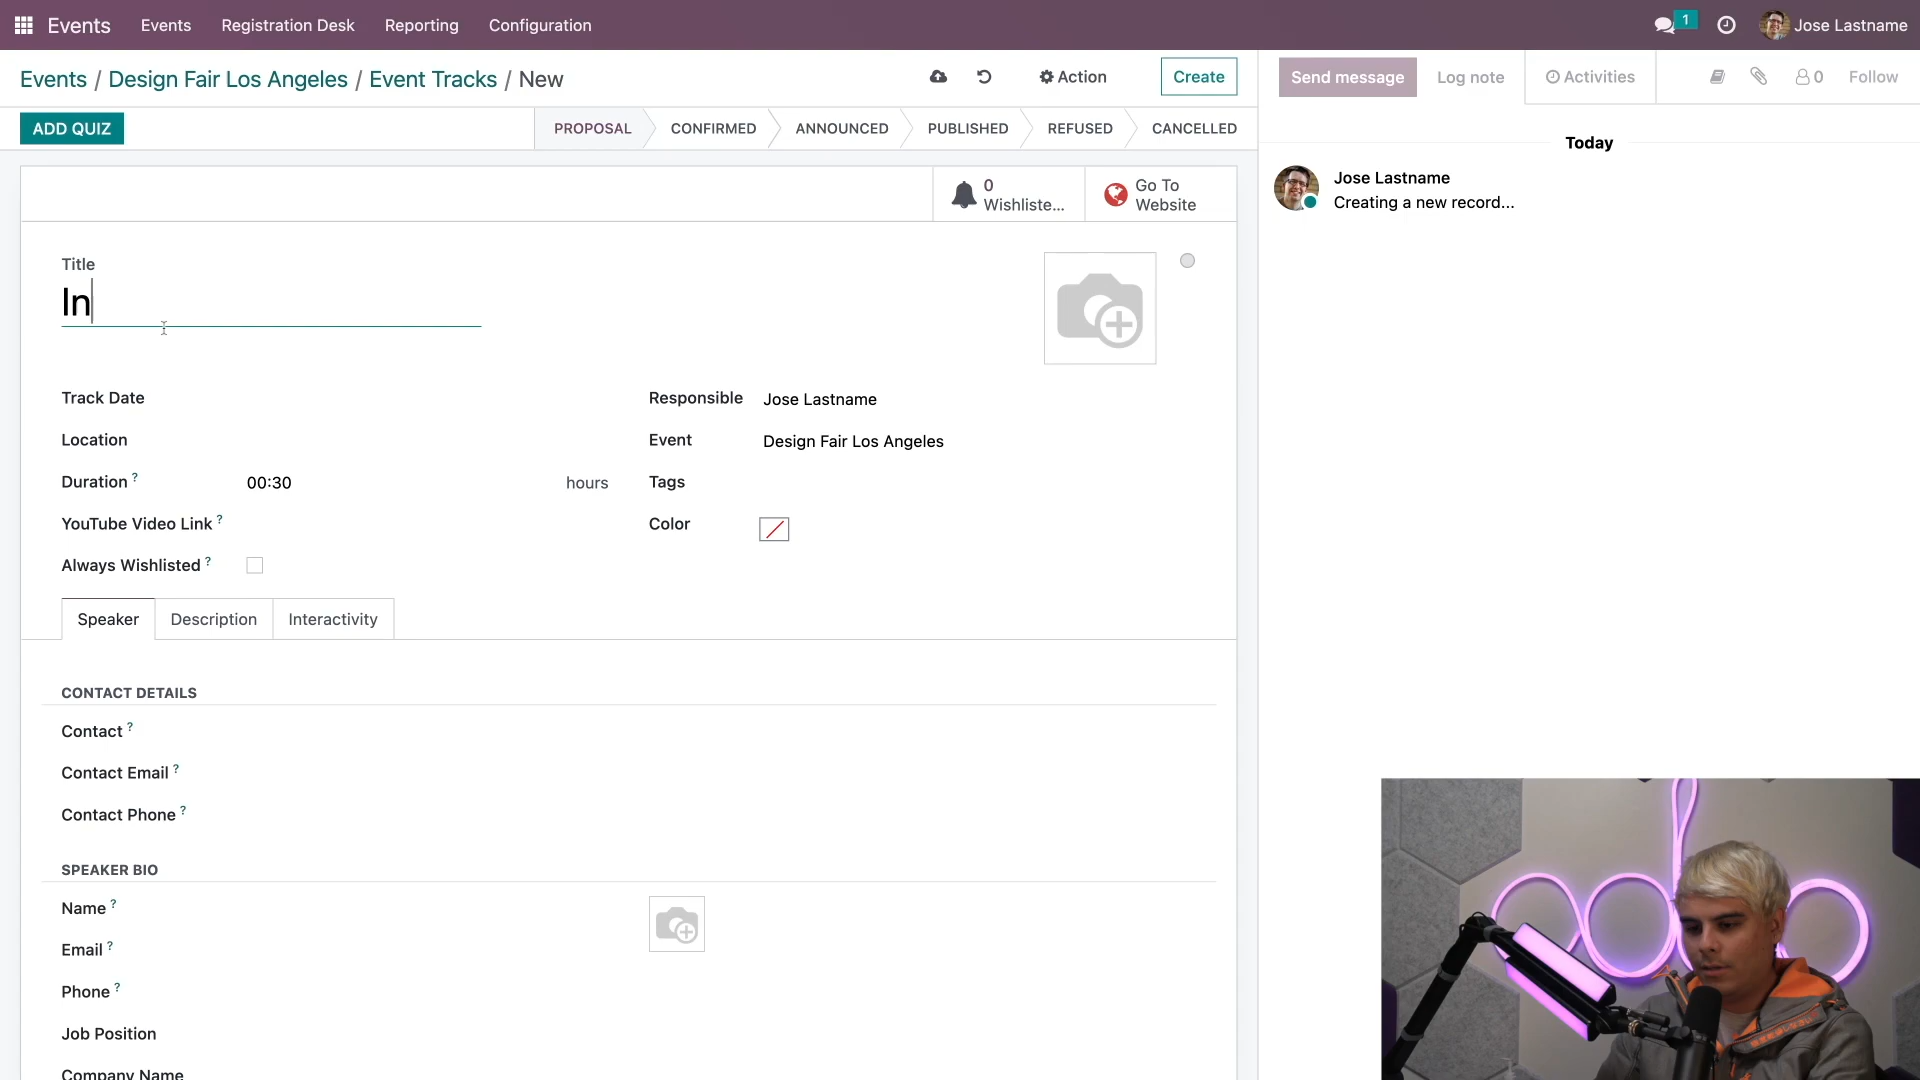 Events Events Registration Desk Reporting Configuration 1 Jose Lastname
Events / Design Fair Los Angeles / Event Tracks / New Action Create Send message Log note Activities 0 Follow
ADD QUIZ PROPOSAL CONFIRMED ANNOUNCED PUBLISHED REFUSED CANCELLED
Today
0
Wishliste...
Go To
Website
Jose Lastname
Creating a new record...
Title
In
Track Date
Responsible Jose Lastname
Location
Event Design Fair Los Angeles
Duration ? 00:30 hours
Tags
YouTube Video Link ?
Color
Always Wishlisted ?
Speaker Description Interactivity
CONTACT DETAILS
Contact ?
Contact Email ?
Contact Phone ?
SPEAKER BIO
Name ?
Email ?
Phone ?
Job Position
Company Name